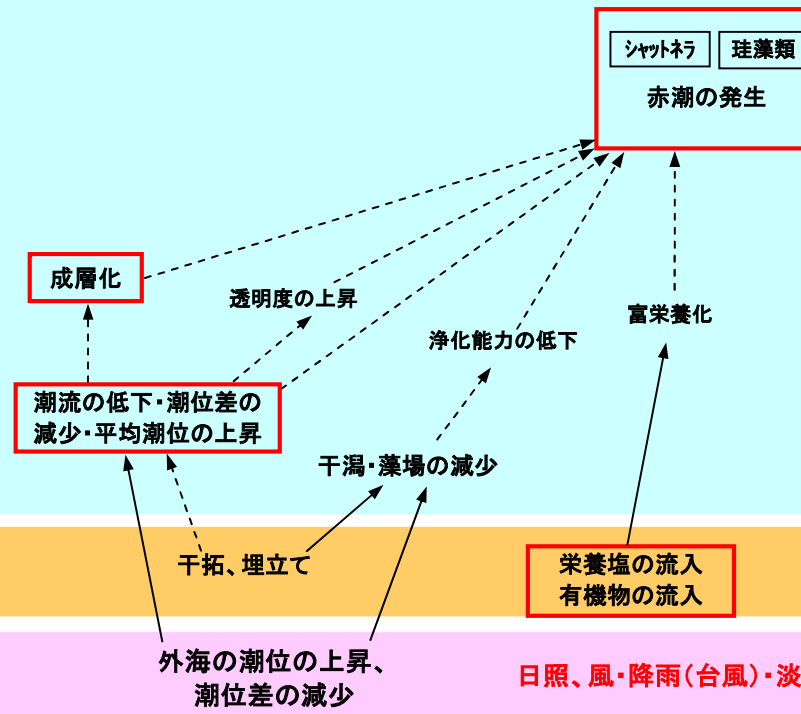 シャットネラ
珪藻類
赤潮の発生
成層化
透明度の上昇
富栄養化
浄化能力の低下
潮流の低下・潮位差の
減少・平均潮位の上昇
干潟・藻場の減少
干拓、埋立て
栄養塩の流入
有機物の流入
外海の潮位の上昇、
潮位差の減少
日照、風・降雨(台風)・淡